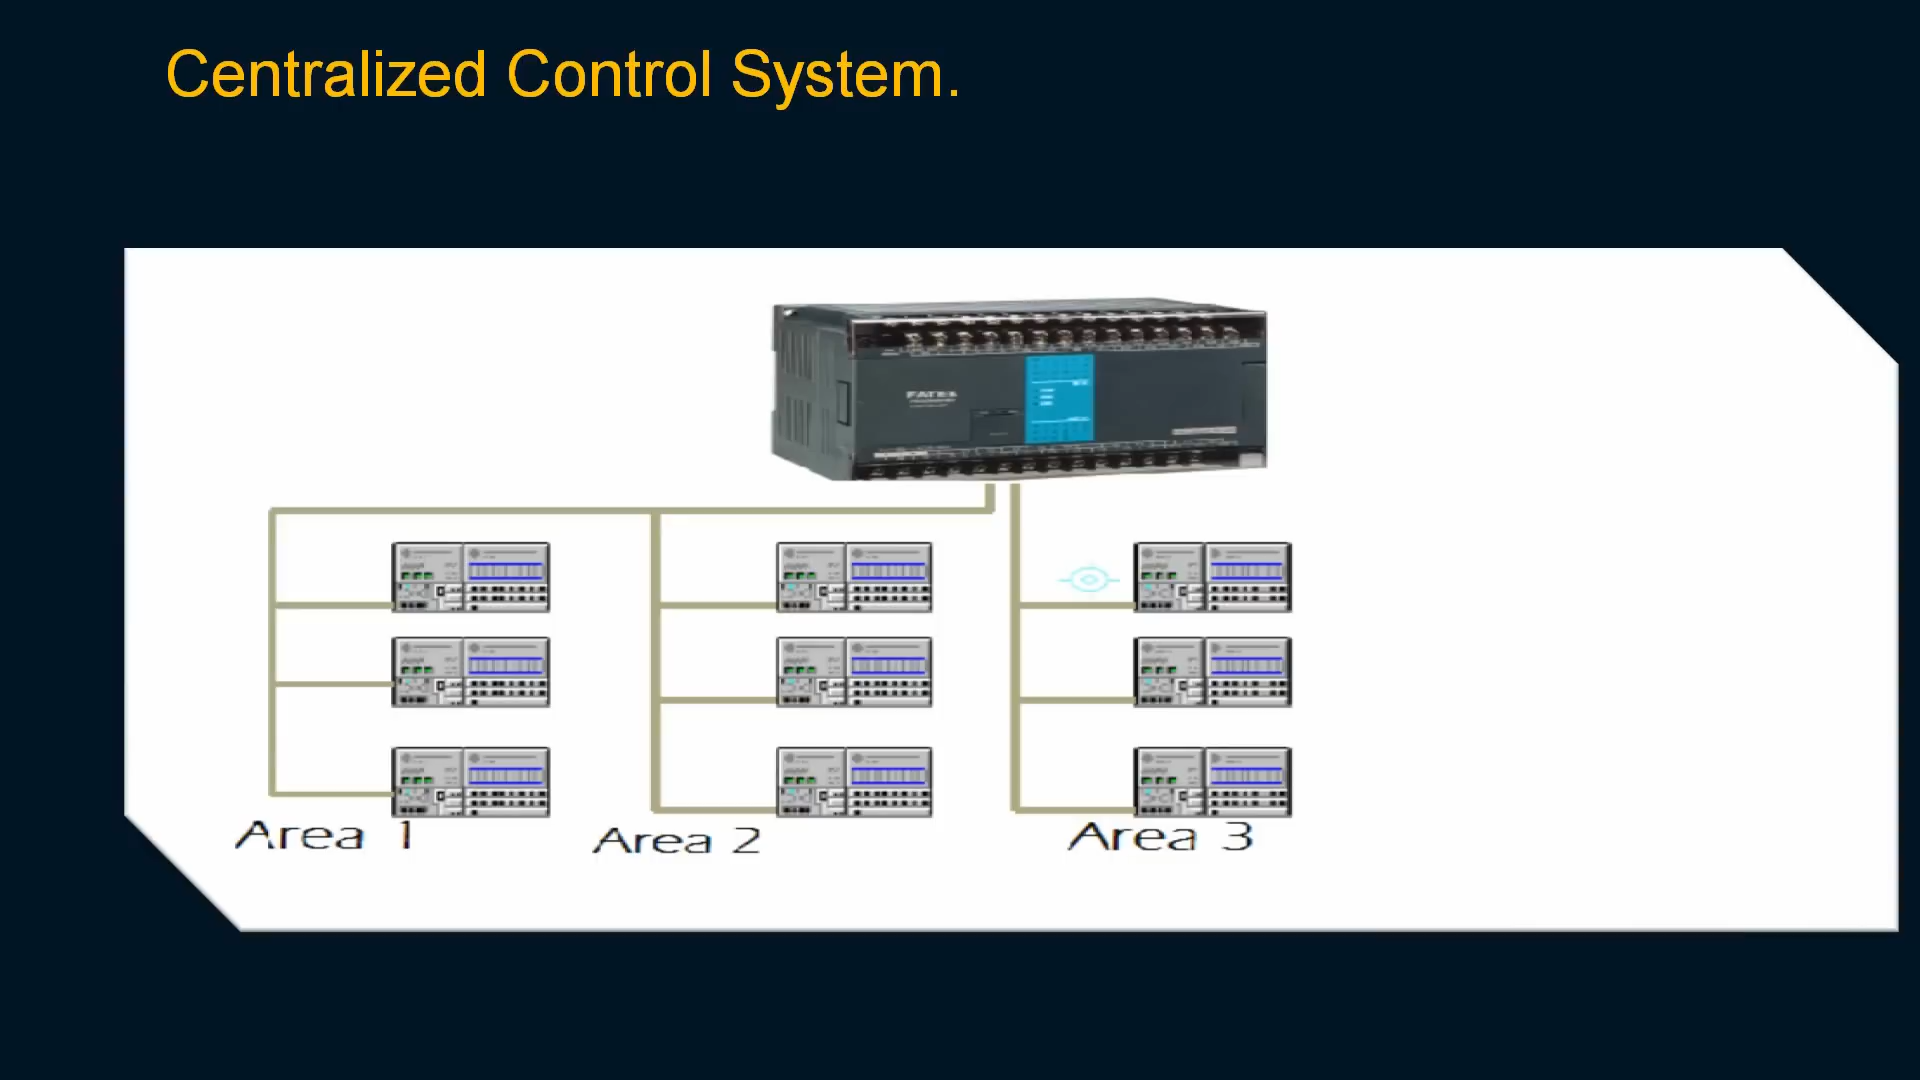 Centralized Control System.
FATEK
Area 1
Area 2
Area 3